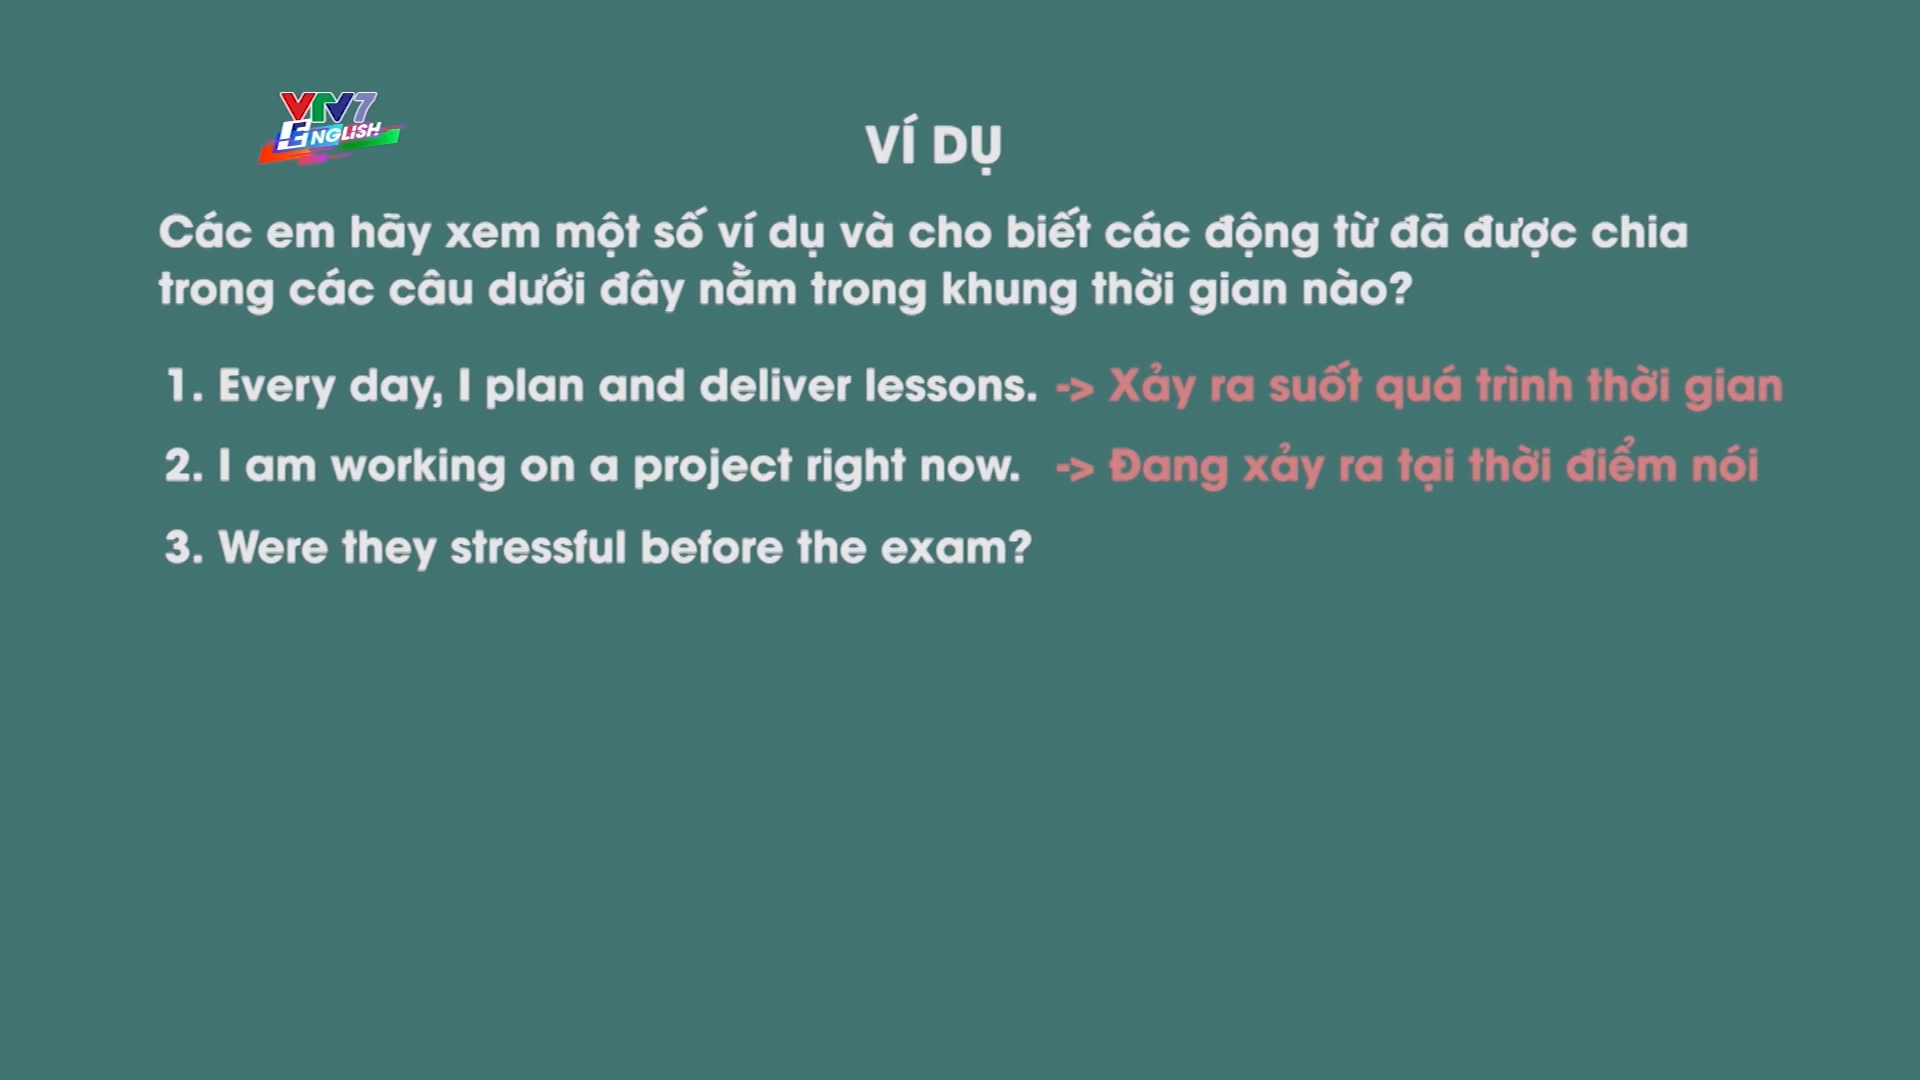 VTV7
ENGLISH
VÍ DỤ
Các em hãy xem một số ví dụ và cho biết các động từ đã được chia
trong các câu dưới đây nằm trong khung thời gian nào?
1. Every day, I plan and deliver lessons. -> Xảy ra suốt quá trình thời gian
2. I am working on a project right now. -> Đang xảy ra tại thời điểm nói
3. Were they stressful before the exam?